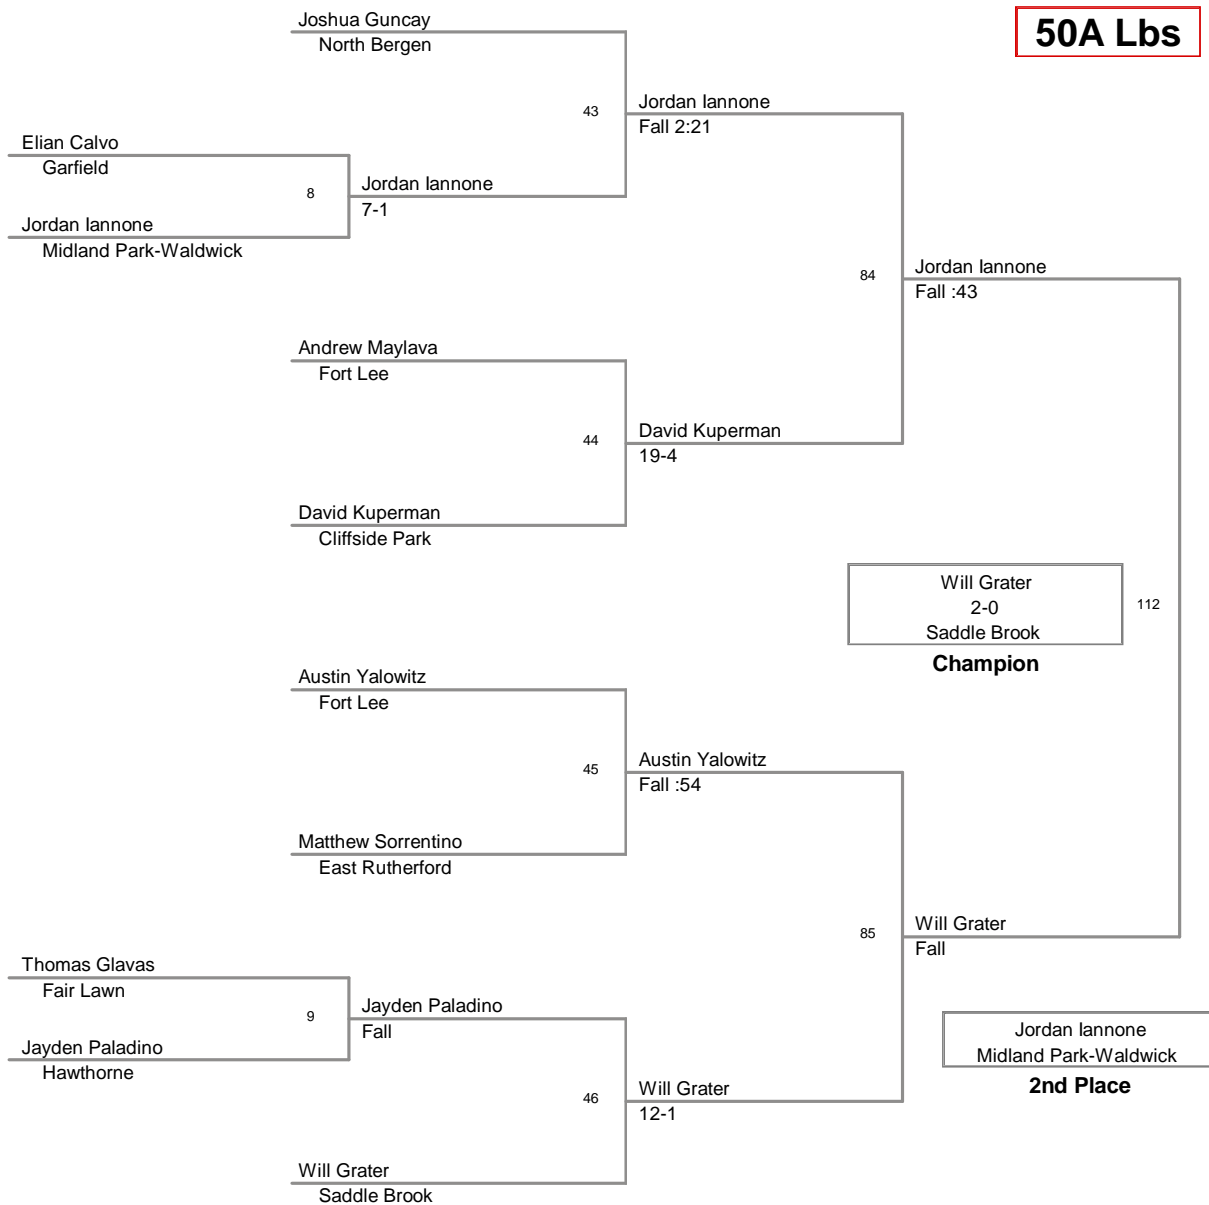 Joshua Guncay
North Bergen
50A Lbs
43
Jordan Iannone
Fall 2:21
Elian Calvo
Garfield
8
Jordan Iannone
7-1
Jordan Iannone
Midland Park-Waldwick
84
Jordan Iannone
Fall :43
Andrew Maylava
Fort Lee
44
David Kuperman
19-4
David Kuperman
Cliffside Park
Will Grater
2-0
Saddle Brook
112
Champion
Austin Yalowitz
Fort Lee
45
Austin Yalowitz
Fall :54
Matthew Sorrentino
East Rutherford
85
Will Grater
Fall
Thomas Glavas
Fair Lawn
9
Jayden Paladino
Fall
Jayden Paladino
Hawthorne
Jordan Iannone
Midland Park-Waldwick
2nd Place
46
Will Grater
12-1
Will Grater
Saddle Brook